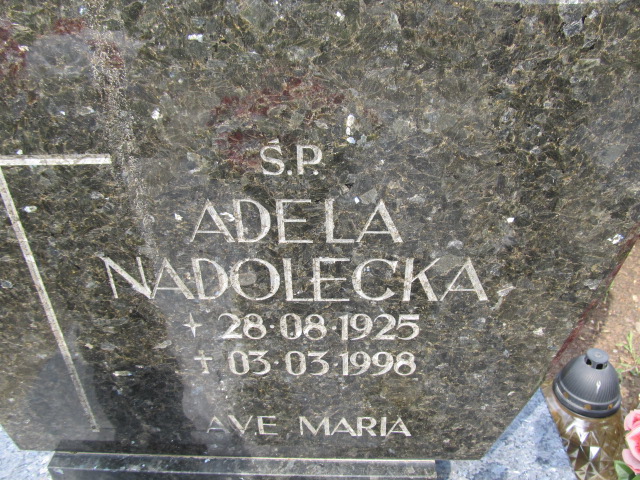 Ś.P.
ADELA
NADOLECKA
28·08·1925
✝ 03·03·1998
AVE MARIA